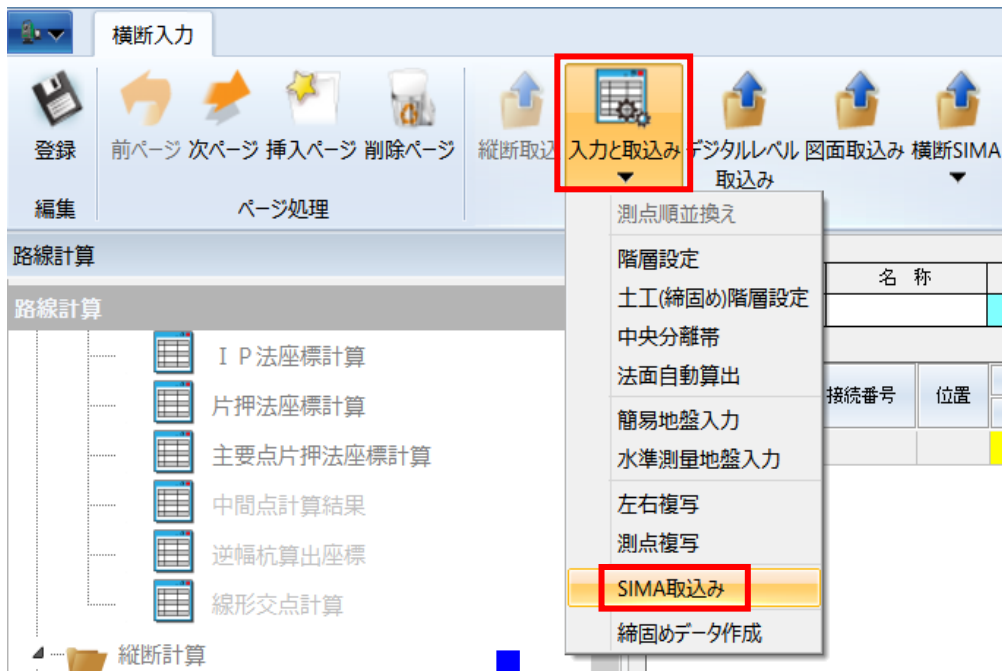 横断入力
登録
前ページ 次ページ 挿入ページ 削除ページ
縦断取込
入力と取込み
デジタルレベル
取込み
図面取込み
横断SIMA
編集
ページ処理
路線計算
路線計算
ＩＰ法座標計算
片押法座標計算
主要点片押法座標計算
中間点計算結果
逆幅杭算出座標
線形交点計算
縦断計算
測点順並換え
階層設定
土工(締固め)階層設定
中央分離帯
法面自動算出
簡易地盤入力
水準測量地盤入力
左右複写
測点複写
SIMA取込み
締固めデータ作成
名 称
接続番号
位置